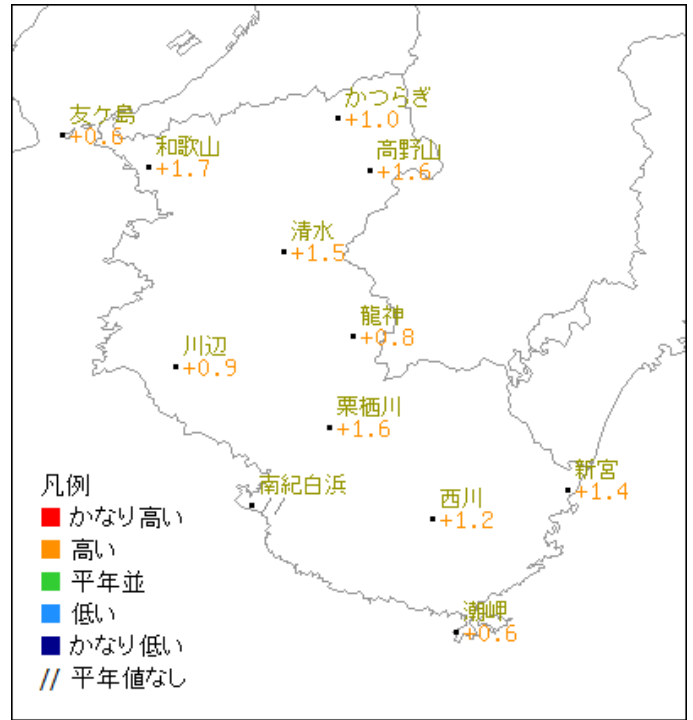 かつらぎ
+1.0
友ケ島
+0.6
和歌山
+1.7
高野山
+1.6
清水
+1.5
龍神
+0.8
川辺
+0.9
栗栖川
+1.6
南紀白浜
//
西川
+1.2
新宮
+1.4
潮岬
+0.6
凡例
かなり高い
高い
平年並
低い
かなり低い
// 平年値なし